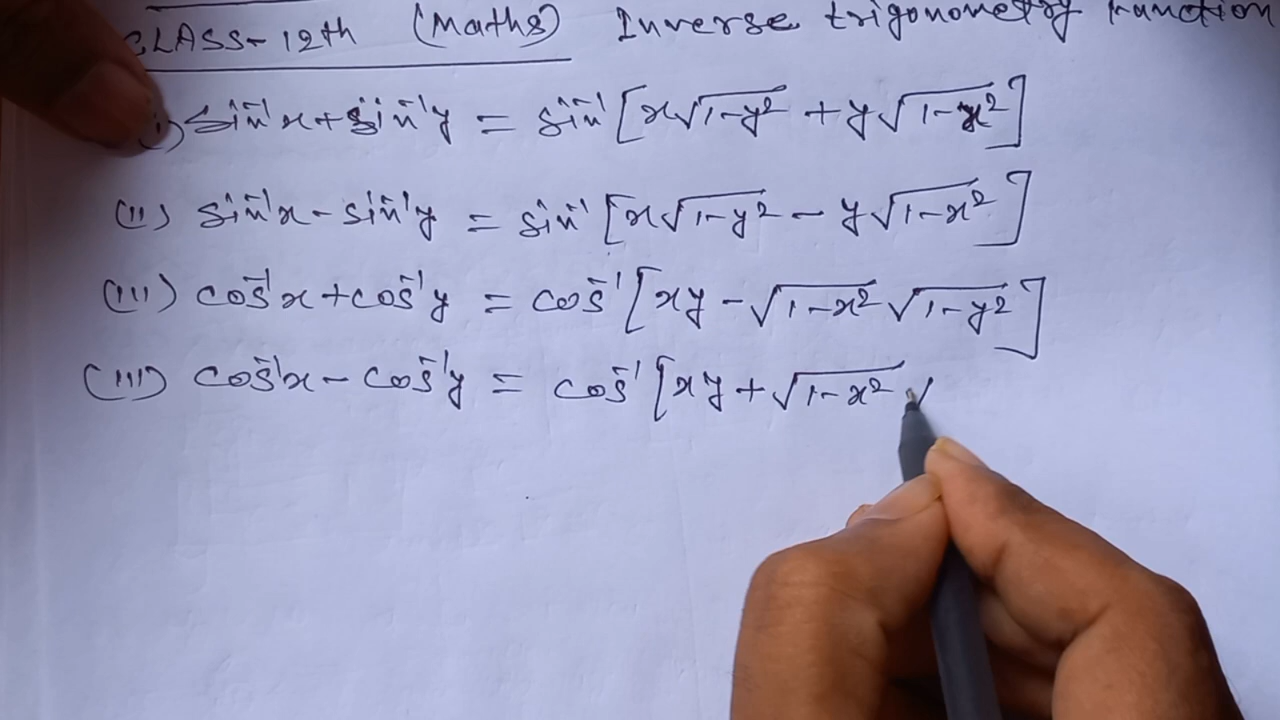 CLASS-12th (Maths) Inverse trigonometry Function
(i) sin⁻¹x + sin⁻¹y = sin⁻¹[x√1-y² + y√1-x²]
(ii) sin⁻¹x - sin⁻¹y = sin⁻¹[x√1-y² - y√1-x²]
(iii) cos⁻¹x + cos⁻¹y = cos⁻¹[xy - √1-x² √1-y²]
(iii) cos⁻¹x - cos⁻¹y = cos⁻¹[xy + √1-x² √